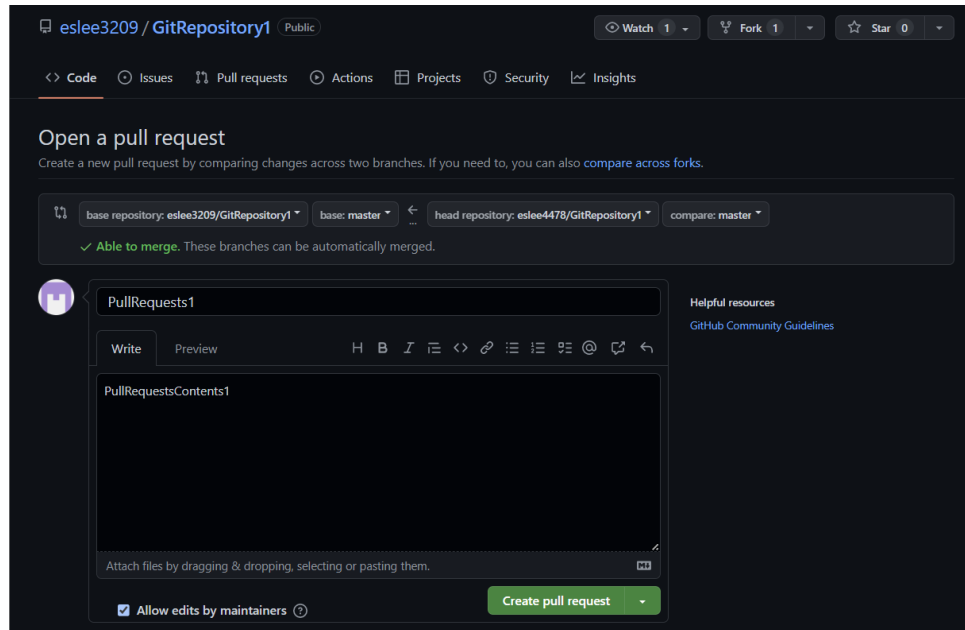 eslee3209 / GitRepository1 Public Watch 1 Fork 1 Star 0
Code Issues Pull requests Actions Projects Security Insights
Open a pull request
Create a new pull request by comparing changes across two branches. If you need to, you can also compare across forks.
base repository: eslee3209/GitRepository1 base: master head repository: eslee4478/GitRepository1 compare: master
Able to merge. These branches can be automatically merged.
PullRequests1
Helpful resources
GitHub Community Guidelines
Write Preview
PullRequestsContents1
Attach files by dragging & dropping, selecting or pasting them.
Allow edits by maintainers
Create pull request